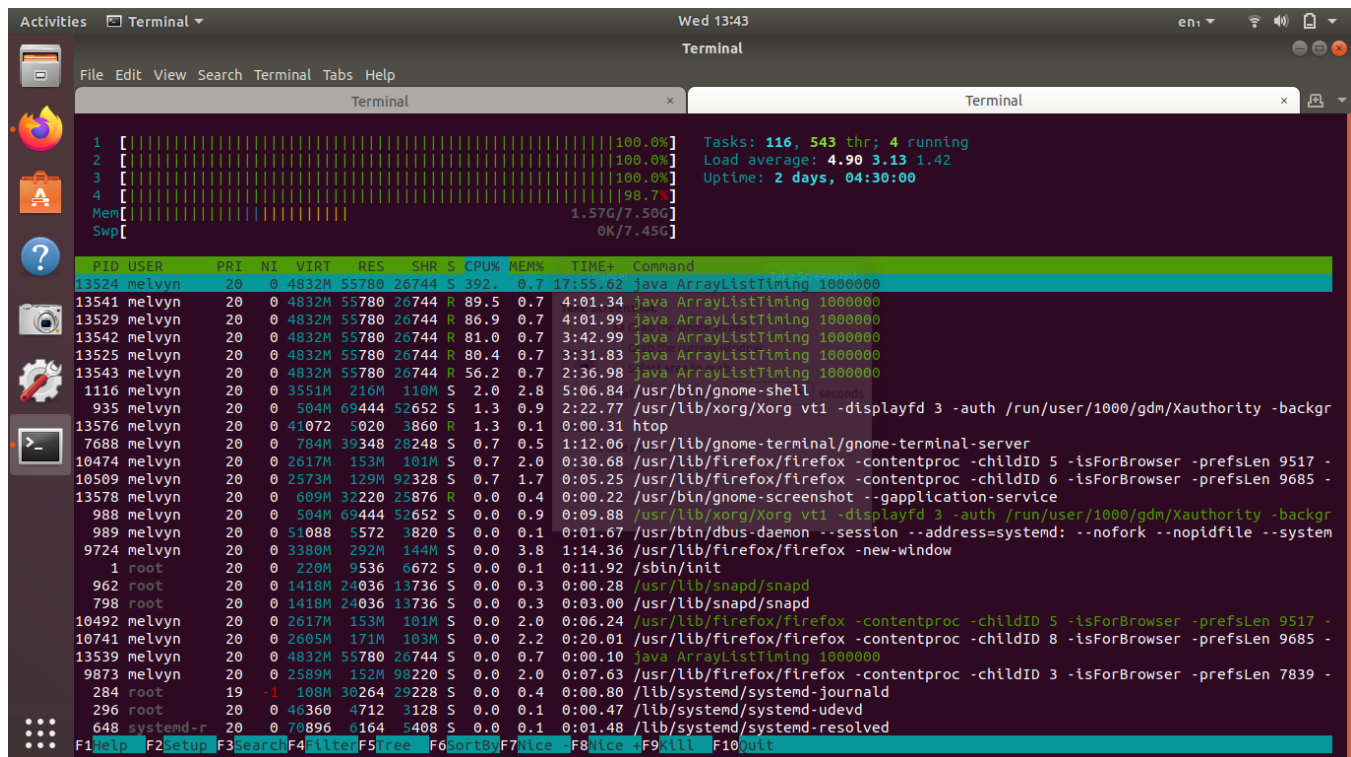 Activities Terminal Wed 13:43 en₁
Terminal
File Edit View Search Terminal Tabs Help
Terminal × Terminal ×
1 [||||||||||||||||||||||||||||||||||||||||||||||||||||||||100.0%] Tasks: 116, 543 thr; 4 running
2 [||||||||||||||||||||||||||||||||||||||||||||||||||||||||100.0%] Load average: 4.90 3.13 1.42
3 [||||||||||||||||||||||||||||||||||||||||||||||||||||||||100.0%] Uptime: 2 days, 04:30:00
4 [|||||||||||||||||||||||||||||||||||||||||||||||||||||||||98.7%]
Mem[||||||||||||||||||||||||| 1.57G/7.50G]
Swp[ 0K/7.45G]
PID USER PRI NI VIRT RES SHR S CPU% MEM% TIME+ Command
13524 melvyn 20 0 4832M 55780 26744 S 392. 0.7 17:55.62 java ArrayListTiming 1000000
13541 melvyn 20 0 4832M 55780 26744 R 89.5 0.7 4:01.34 java ArrayListTiming 1000000
13529 melvyn 20 0 4832M 55780 26744 R 86.9 0.7 4:01.99 java ArrayListTiming 1000000
13542 melvyn 20 0 4832M 55780 26744 R 81.0 0.7 3:42.99 java ArrayListTiming 1000000
13525 melvyn 20 0 4832M 55780 26744 R 80.4 0.7 3:31.83 java ArrayListTiming 1000000
13543 melvyn 20 0 4832M 55780 26744 R 56.2 0.7 2:36.98 java ArrayListTiming 1000000
1116 melvyn 20 0 3551M 216M 110M S 2.0 2.8 5:06.84 /usr/bin/gnome-shell seconds
935 melvyn 20 0 504M 69444 52652 S 1.3 0.9 2:22.77 /usr/lib/xorg/Xorg vt1 -displayfd 3 -auth /run/user/1000/gdm/Xauthority -backgr
13576 melvyn 20 0 41072 5020 3860 R 1.3 0.1 0:00.31 htop
7688 melvyn 20 0 784M 39348 28248 S 0.7 0.5 1:12.06 /usr/lib/gnome-terminal/gnome-terminal-server
10474 melvyn 20 0 2617M 153M 101M S 0.7 2.0 0:30.68 /usr/lib/firefox/firefox -contentproc -childID 5 -isForBrowser -prefsLen 9517 -
10509 melvyn 20 0 2573M 129M 92328 S 0.7 1.7 0:05.25 /usr/lib/firefox/firefox -contentproc -childID 6 -isForBrowser -prefsLen 9685 -
13578 melvyn 20 0 609M 32220 25876 R 0.0 0.4 0:00.22 /usr/bin/gnome-screenshot --gapplication-service
988 melvyn 20 0 504M 69444 52652 S 0.0 0.9 0:09.88 /usr/lib/xorg/Xorg vt1 -displayfd 3 -auth /run/user/1000/gdm/Xauthority -backgr
989 melvyn 20 0 51088 5572 3820 S 0.0 0.1 0:01.67 /usr/bin/dbus-daemon --session --address=systemd: --nofork --nopidfile --system
9724 melvyn 20 0 3380M 292M 144M S 0.0 3.8 1:14.36 /usr/lib/firefox/firefox -new-window
1 root 20 0 220M 9536 6672 S 0.0 0.1 0:11.92 /sbin/init
962 root 20 0 1418M 24036 13736 S 0.0 0.3 0:00.28 /usr/lib/snapd/snapd
798 root 20 0 1418M 24036 13736 S 0.0 0.3 0:03.00 /usr/lib/snapd/snapd
10492 melvyn 20 0 2617M 153M 101M S 0.0 2.0 0:06.24 /usr/lib/firefox/firefox -contentproc -childID 5 -isForBrowser -prefsLen 9517 -
10741 melvyn 20 0 2605M 171M 103M S 0.0 2.2 0:20.01 /usr/lib/firefox/firefox -contentproc -childID 8 -isForBrowser -prefsLen 9685 -
13539 melvyn 20 0 4832M 55780 26744 S 0.0 0.7 0:00.10 java ArrayListTiming 1000000
9873 melvyn 20 0 2589M 152M 98220 S 0.0 2.0 0:07.63 /usr/lib/firefox/firefox -contentproc -childID 3 -isForBrowser -prefsLen 7839 -
284 root 19 -1 108M 30264 29228 S 0.0 0.4 0:00.80 /lib/systemd/systemd-journald
296 root 20 0 46360 4712 3128 S 0.0 0.1 0:00.47 /lib/systemd/systemd-udevd
648 systemd-r 20 0 70896 6164 5408 S 0.0 0.1 0:01.48 /lib/systemd/systemd-resolved
F1Help F2Setup F3SearchF4FilterF5Tree F6SortByF7Nice -F8Nice +F9Kill F10Quit